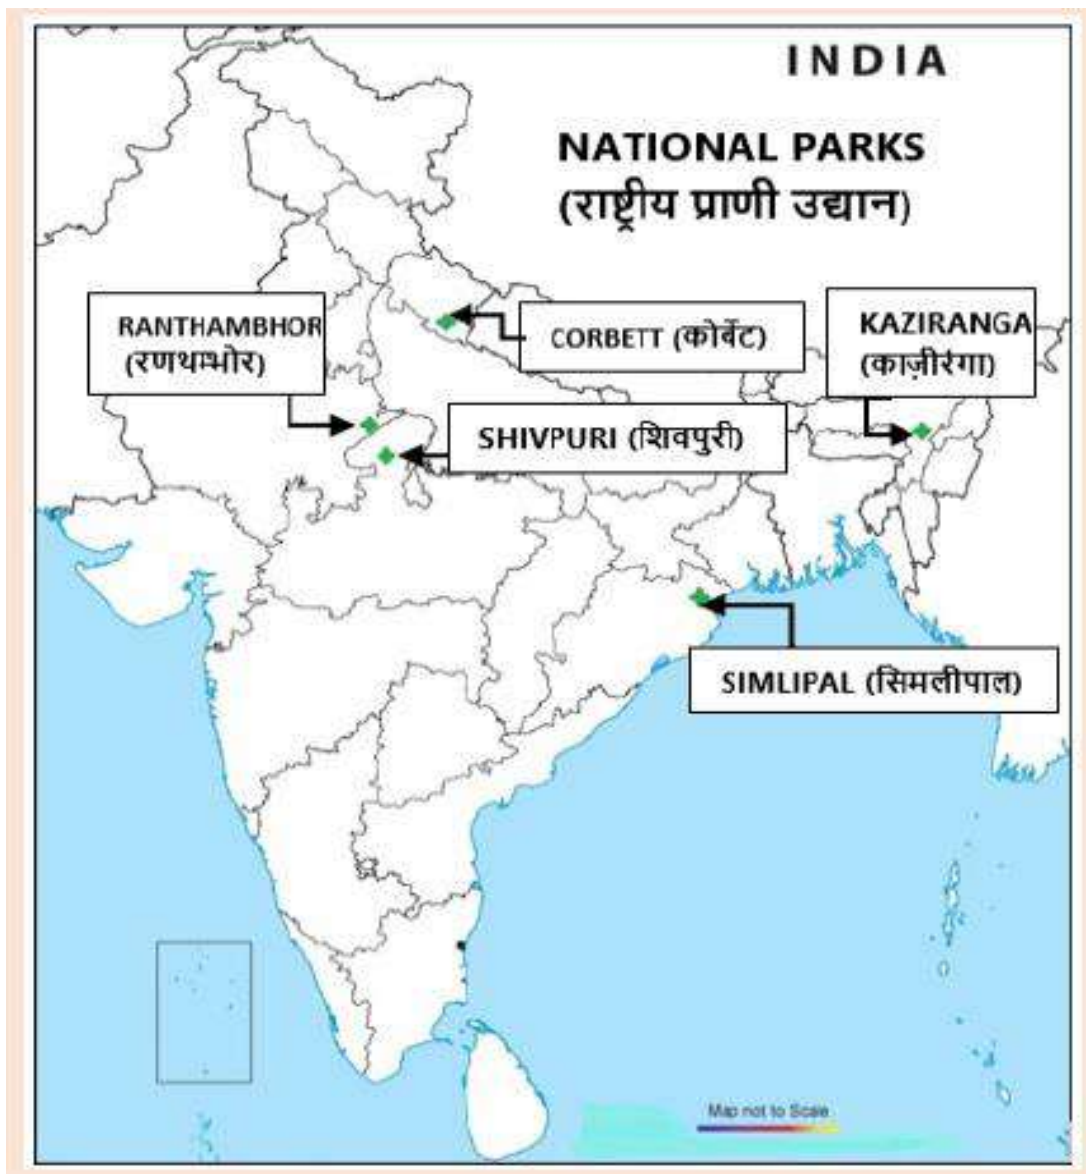 INDIA
NATIONAL PARKS
(राष्ट्रीय प्राणी उद्यान)
RANTHAMBHOR
(रणथम्भोर)
CORBETT (कोर्बेट)
KAZIRANGA
(काज़ीरंगा)
SHIVPURI (शिवपुरी)
SIMLIPAL (सिमलीपाल)
Map not to Scale